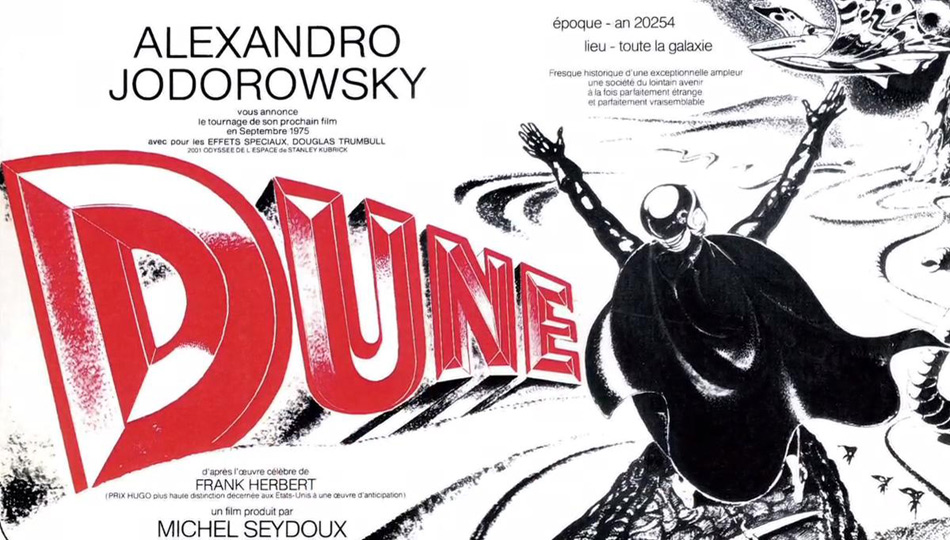 ALEXANDRO
JODOROWSKY
vous annonce
le tournage de son prochain film
en Septembre 1975
avec pour les EFFETS SPECIAUX, DOUGLAS TRUMBULL
2001 ODYSSEE DE L'ESPACE de STANLEY KUBRICK
époque - an 20254
lieu - toute la galaxie
Fresque historique d'une exceptionnelle ampleur
une société du lointain avenir
à la fois parfaitement étrange
et parfaitement vraisemblable
DUNE
d'après l'œuvre célèbre de
FRANK HERBERT
(PRIX HUGO plus haute distinction décernée aux Etats-Unis à une œuvre d'anticipation)
un film produit par
MICHEL SEYDOUX